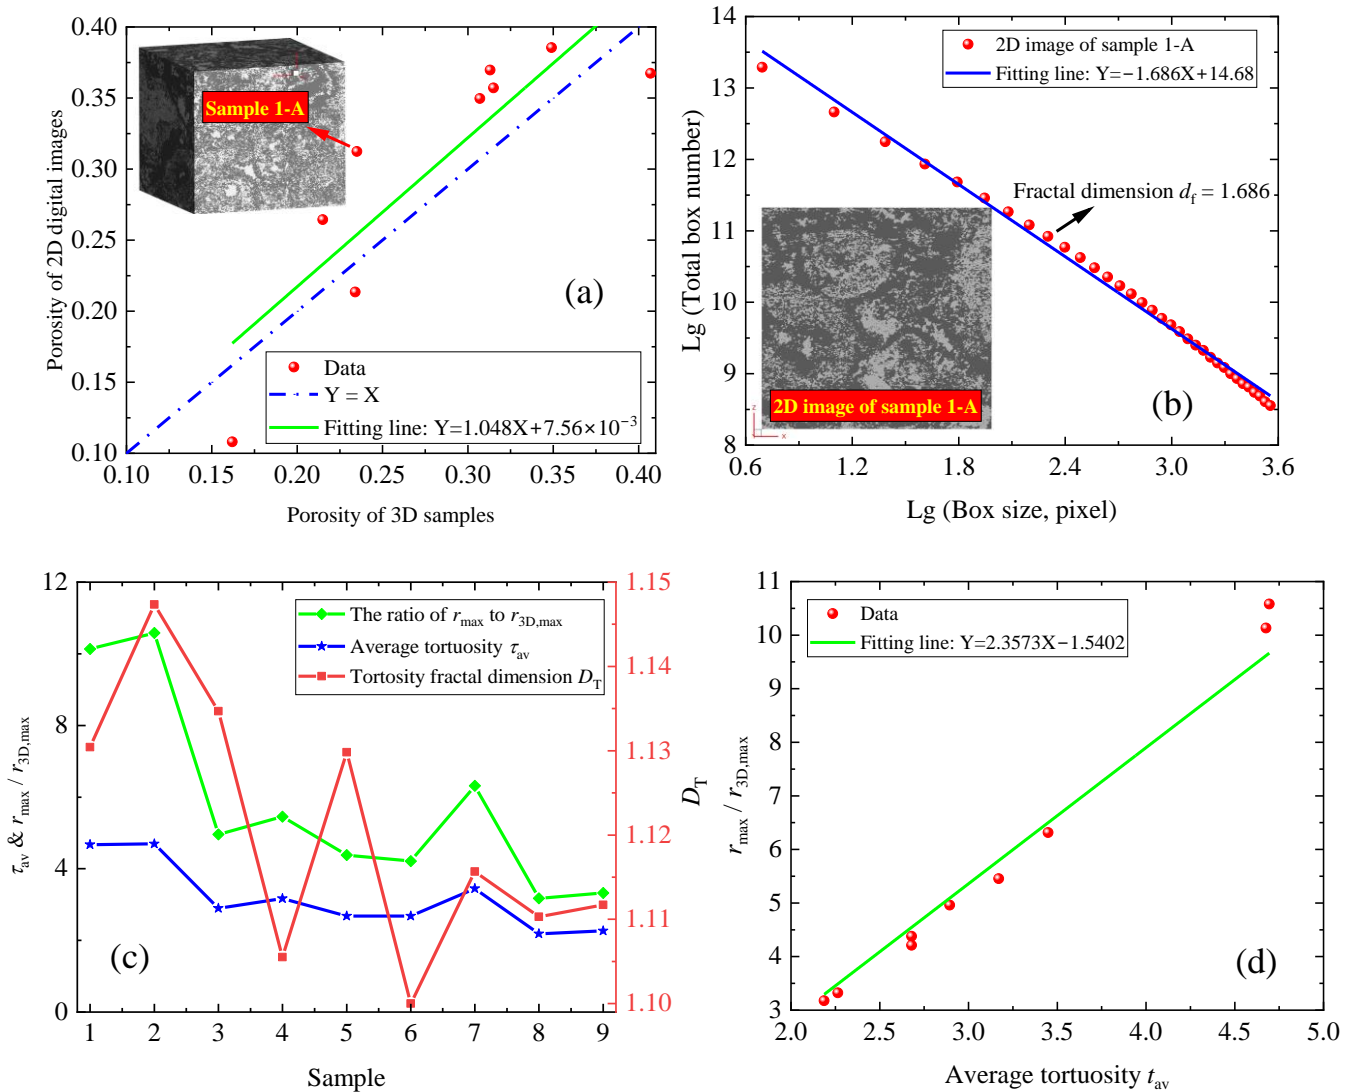 0.40
0.35
0.30
0.25
0.20
0.15
0.10
Porosity of 2D digital images
Sample 1-A
(a)
Data
Y = X
Fitting line: Y=1.048X+7.56×10⁻³
0.10 0.15 0.20 0.25 0.30 0.35 0.40
Porosity of 3D samples
14
13
12
11
10
9
8
Lg (Total box number)
2D image of sample 1-A
Fitting line: Y=−1.686X+14.68
Fractal dimension d_f = 1.686
2D image of sample 1-A
z
x
(b)
0.6 1.2 1.8 2.4 3.0 3.6
Lg (Box size, pixel)
12
8
4
0
τ_av & r_max / r_3D,max
The ratio of r_max to r_3D,max
Average tortuosity τ_av
Tortosity fractal dimension D_T
(c)
1.15
1.14
1.13
1.12
1.11
1.10
D_T
1 2 3 4 5 6 7 8 9
Sample
11
10
9
8
7
6
5
4
3
r_max / r_3D,max
Data
Fitting line: Y=2.3573X−1.5402
(d)
2.0 2.5 3.0 3.5 4.0 4.5 5.0
Average tortuosity t_av